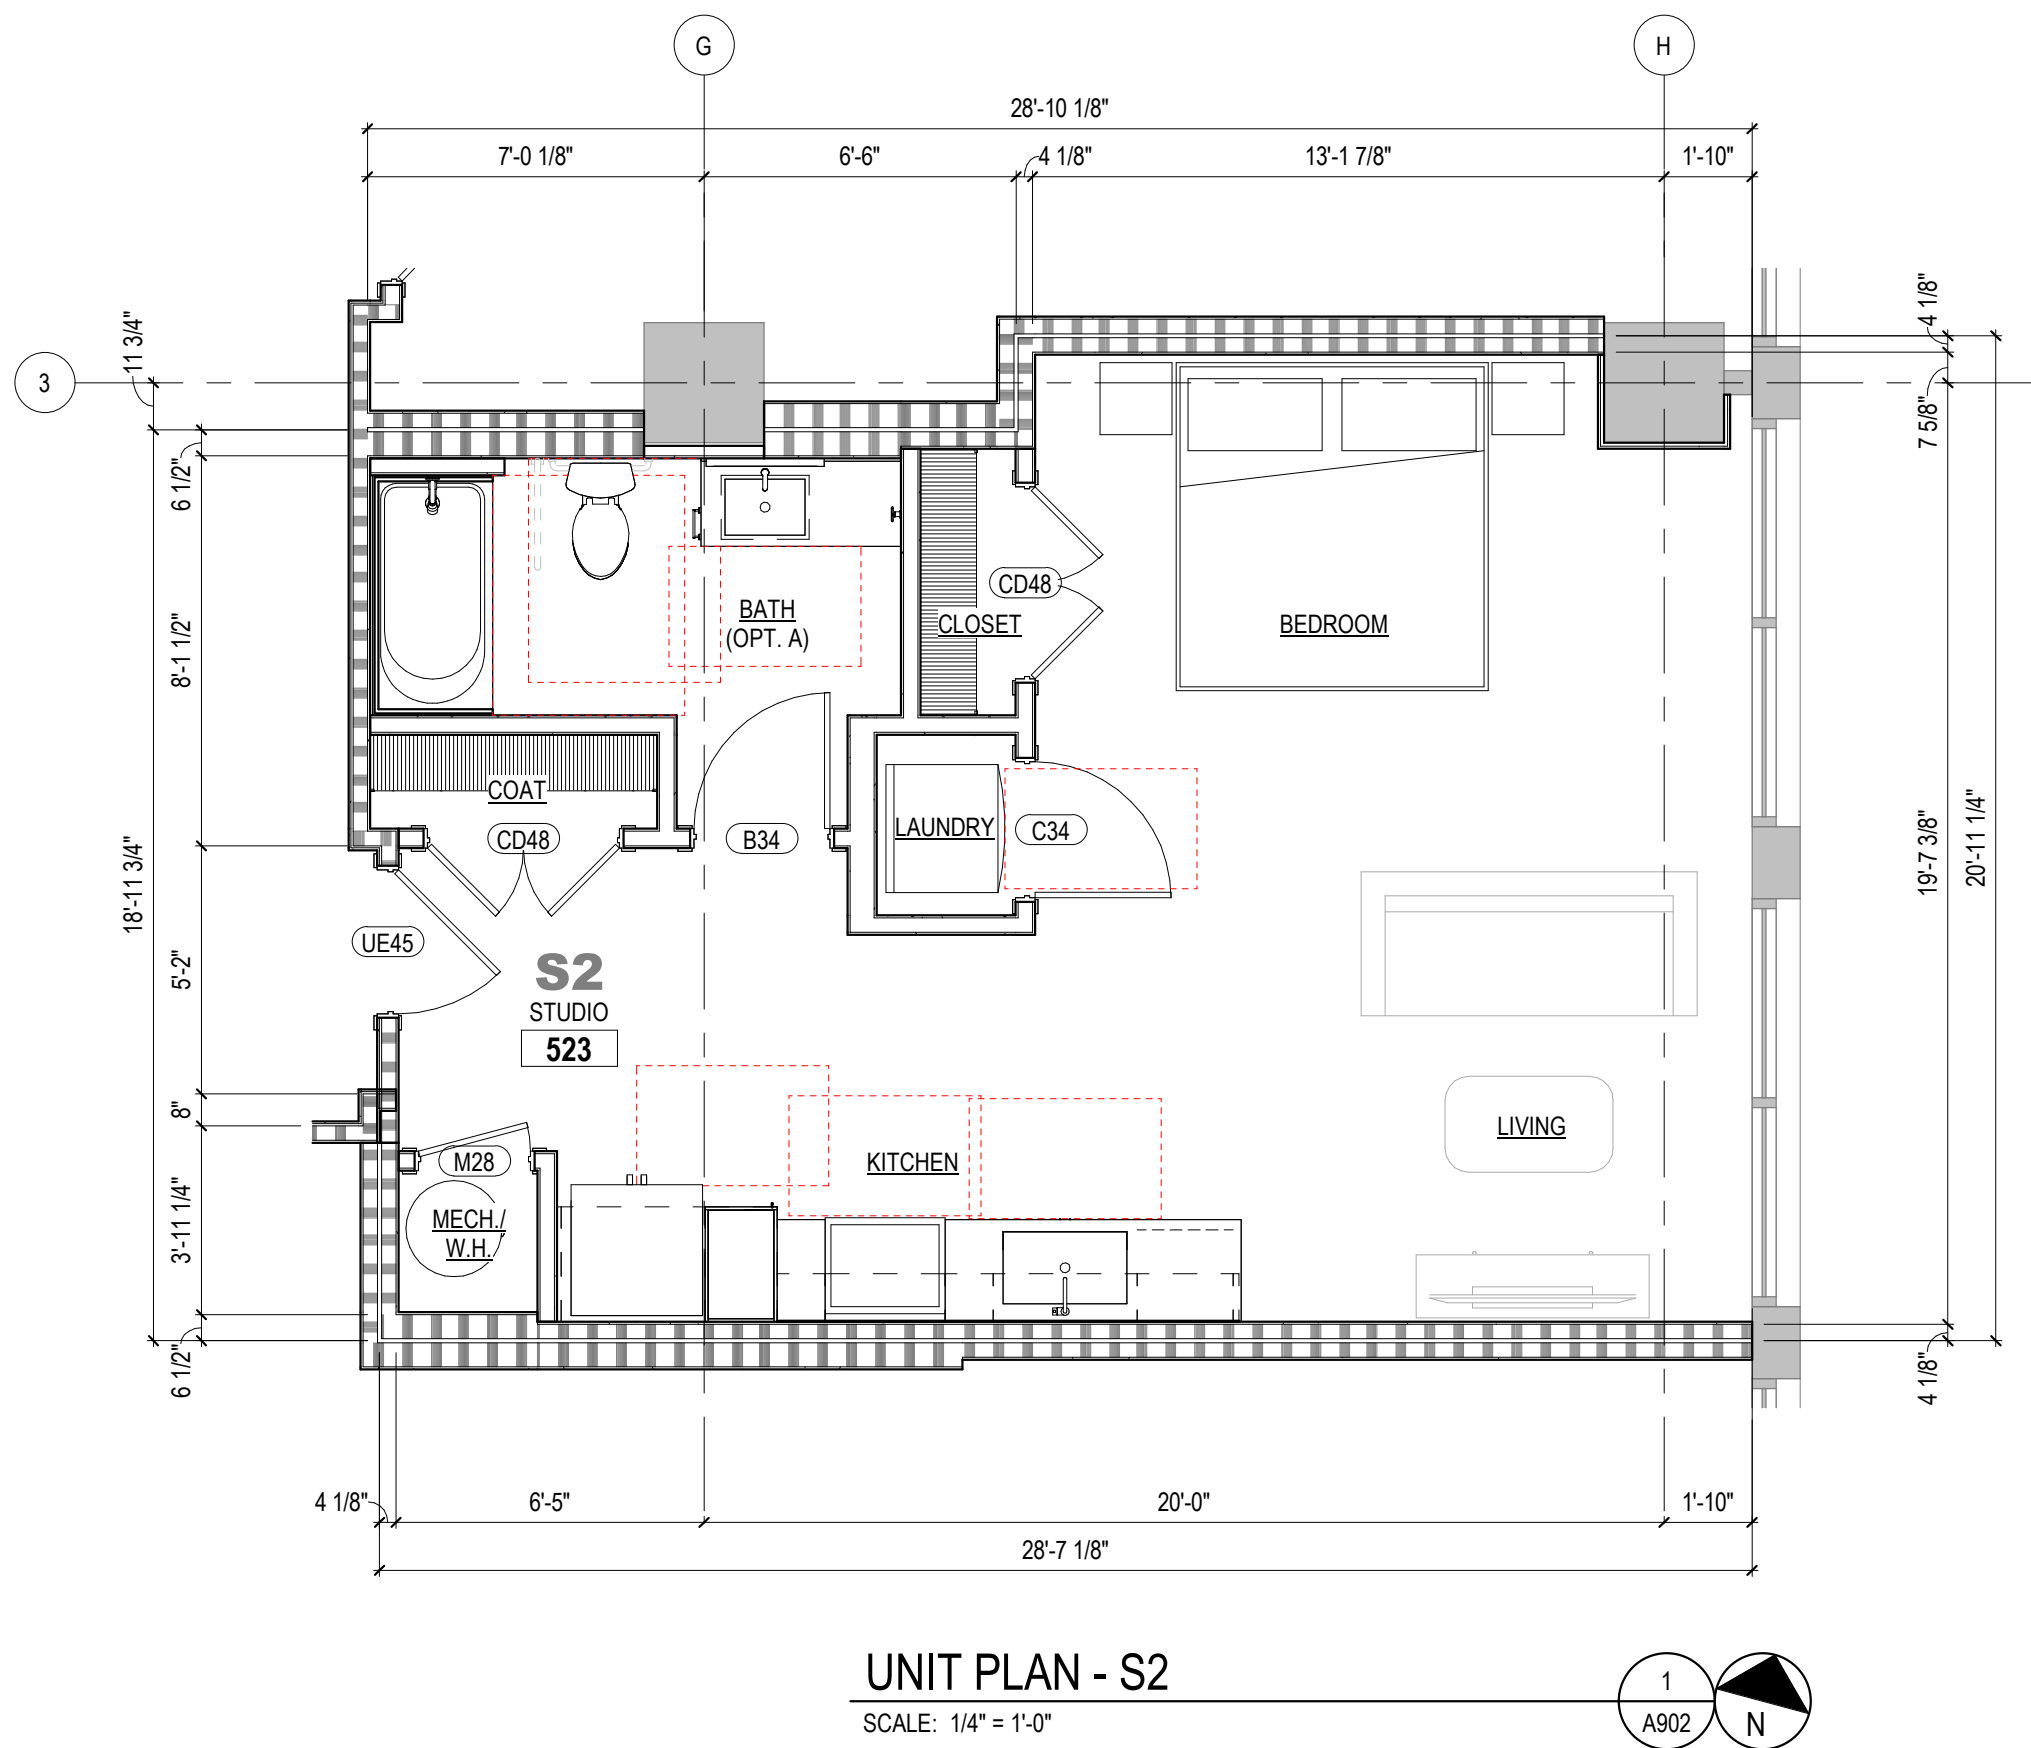 G
H
28'-10 1/8"
7'-0 1/8"
6'-6"
4 1/8"
13'-1 7/8"
1'-10"
3
11 3/4"
6 1/2"
8'-1 1/2"
18'-11 3/4"
5'-2"
8"
3'-11 1/4"
6 1/2"
4 1/8"
7 5/8"
19'-7 3/8"
20'-11 1/4"
4 1/8"
BATH
(OPT. A)
CD48
CLOSET
BEDROOM
COAT
CD48
B34
LAUNDRY
C34
UE45
S2
STUDIO
523
LIVING
M28
KITCHEN
MECH./
W.H.
4 1/8"
6'-5"
20'-0"
1'-10"
28'-7 1/8"
UNIT PLAN - S2
SCALE: 1/4" = 1'-0"
1
A902
N